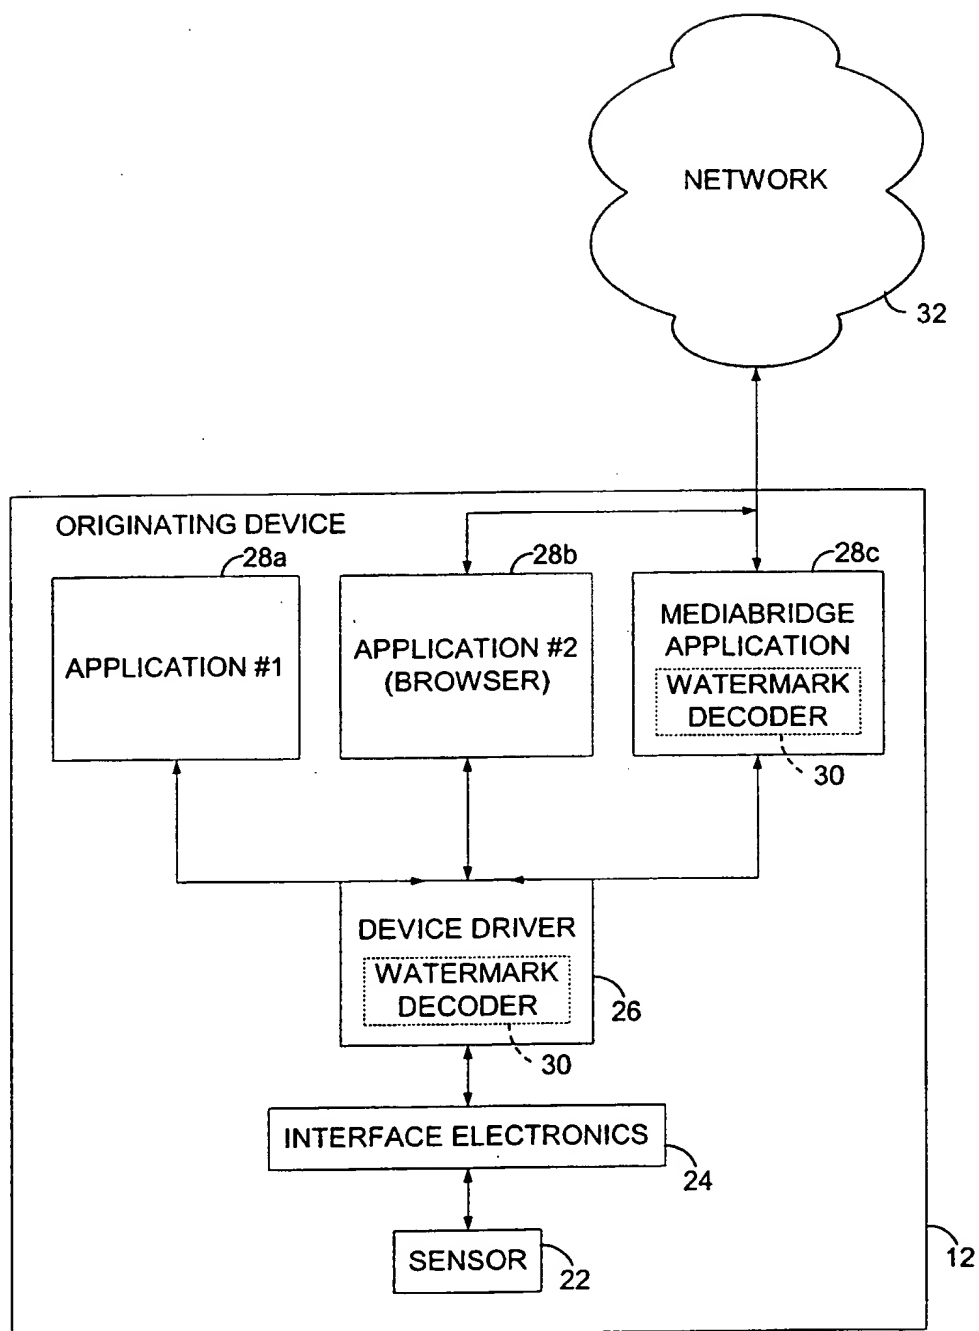 NETWORK
32
ORIGINATING DEVICE
28a
28b
28c
APPLICATION #1
APPLICATION #2
(BROWSER)
MEDIABRIDGE
APPLICATION
WATERMARK
DECODER
30
DEVICE DRIVER
WATERMARK
DECODER
26
30
INTERFACE ELECTRONICS
24
SENSOR
22
12